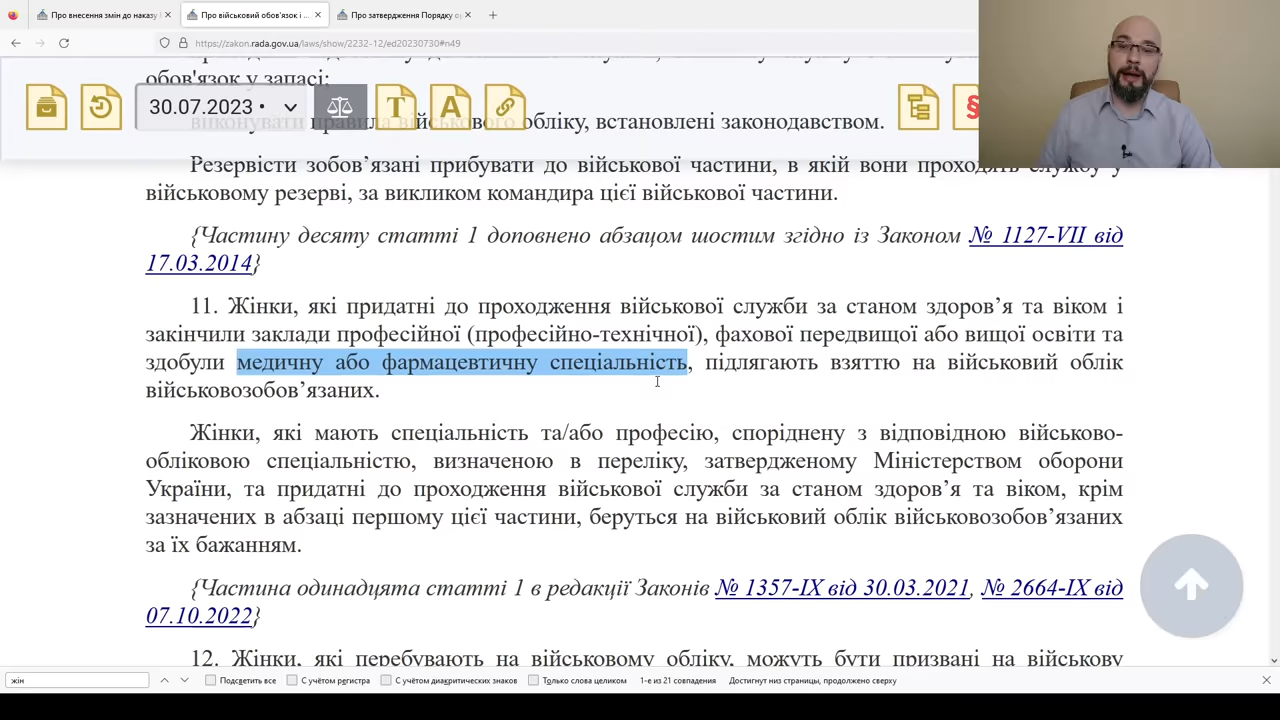 Про внесення змін до наказу
Про військовий обов'язок і ...
Про затвердження Порядку о
https://zakon.rada.gov.ua/laws/show/2232-12/ed20230730#n49
обов'язок у запасі;
30.07.2023 •
виконувати правила військового обліку, встановлені законодавством.
Резервісти зобов’язані прибувати до військової частини, в якій вони проходять службу у
військовому резерві, за викликом командира цієї військової частини.
{Частину десяту статті 1 доповнено абзацом шостим згідно із Законом № 1127-VII від
17.03.2014}
11. Жінки, які придатні до проходження військової служби за станом здоров’я та віком і
закінчили заклади професійної (професійно-технічної), фахової передвищої або вищої освіти та
здобули медичну або фармацевтичну спеціальність, підлягають взяттю на військовий облік
військовозобов’язаних.
Жінки, які мають спеціальність та/або професію, споріднену з відповідною військово-
обліковою спеціальністю, визначеною в переліку, затвердженому Міністерством оборони
України, та придатні до проходження військової служби за станом здоров’я та віком, крім
зазначених в абзаці першому цієї частини, беруться на військовий облік військовозобов’язаних
за їх бажанням.
{Частина одинадцята статті 1 в редакції Законів № 1357-IX від 30.03.2021, № 2664-IX від
07.10.2022}
12. Жінки, які перебувають на військовому обліку, можуть бути призвані на військову
жін
Подсветить все
С учётом регистра
С учётом диакритических знаков
Только слова целиком
1-е из 21 совпадения
Достигнут низ страницы, продолжено сверху